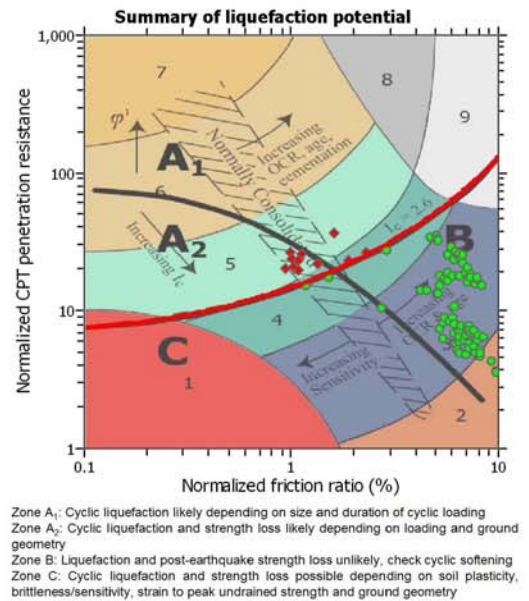 Summary of liquefaction potential
1,000
7
8
9
φ'
A1
Increasing
OCR, age,
cementation
Normally Consolidated
100
6
Ic = 2.6
A2
B
Increasing Ic
5
10
4
Increasing
OCR, age
C
1
Increasing
Sensitivity
2
1
0.1
1
10
Normalized CPT penetration resistance
Normalized friction ratio (%)
Zone A1: Cyclic liquefaction likely depending on size and duration of cyclic loading
Zone A2: Cyclic liquefaction and strength loss likely depending on loading and ground
geometry
Zone B: Liquefaction and post-earthquake strength loss unlikely, check cyclic softening
Zone C: Cyclic liquefaction and strength loss possible depending on soil plasticity,
brittleness/sensitivity, strain to peak undrained strength and ground geometry